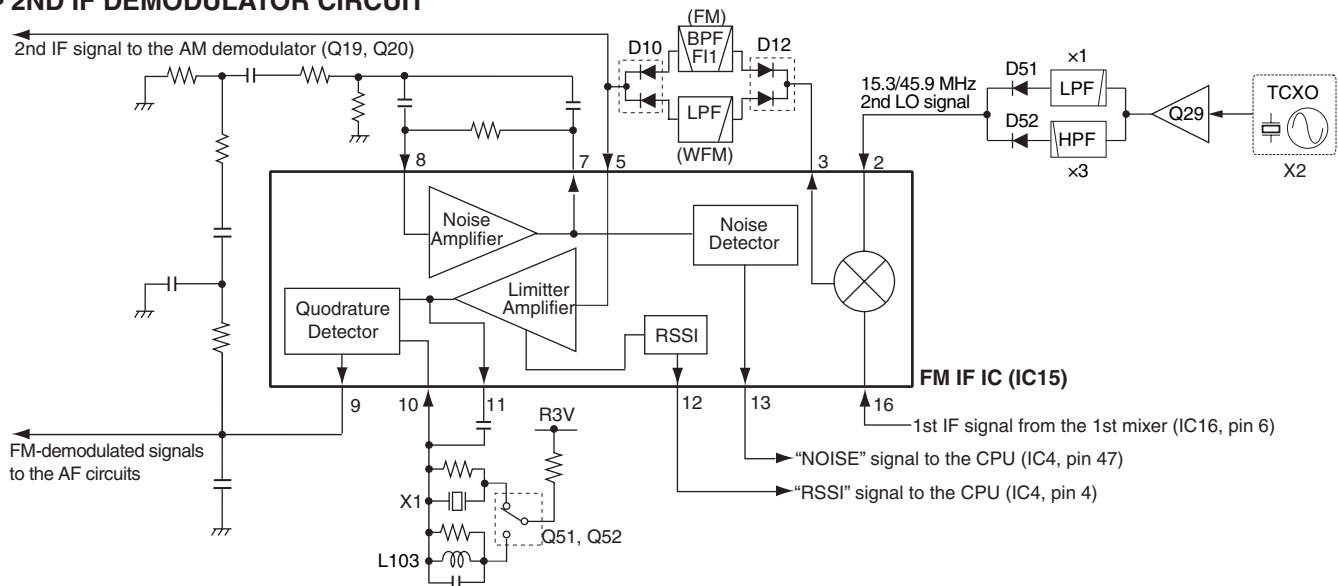 2ND IF DEMODULATOR CIRCUIT
2nd IF signal to the AM demodulator (Q19, Q20)
(FM)
D10
BPF
FI1
D12
LPF
(WFM)
15.3/45.9 MHz
2nd LO signal
D51
×1
LPF
D52
HPF
×3
Q29
TCXO
X2
8
7
5
3
2
Noise
Amplifier
Noise
Detector
Limitter
Amplifier
Quodrature
Detector
RSSI
FM IF IC (IC15)
9
10
11
12
13
16
R3V
1st IF signal from the 1st mixer (IC16, pin 6)
FM-demodulated signals
to the AF circuits
"NOISE" signal to the CPU (IC4, pin 47)
"RSSI" signal to the CPU (IC4, pin 4)
X1
Q51, Q52
L103